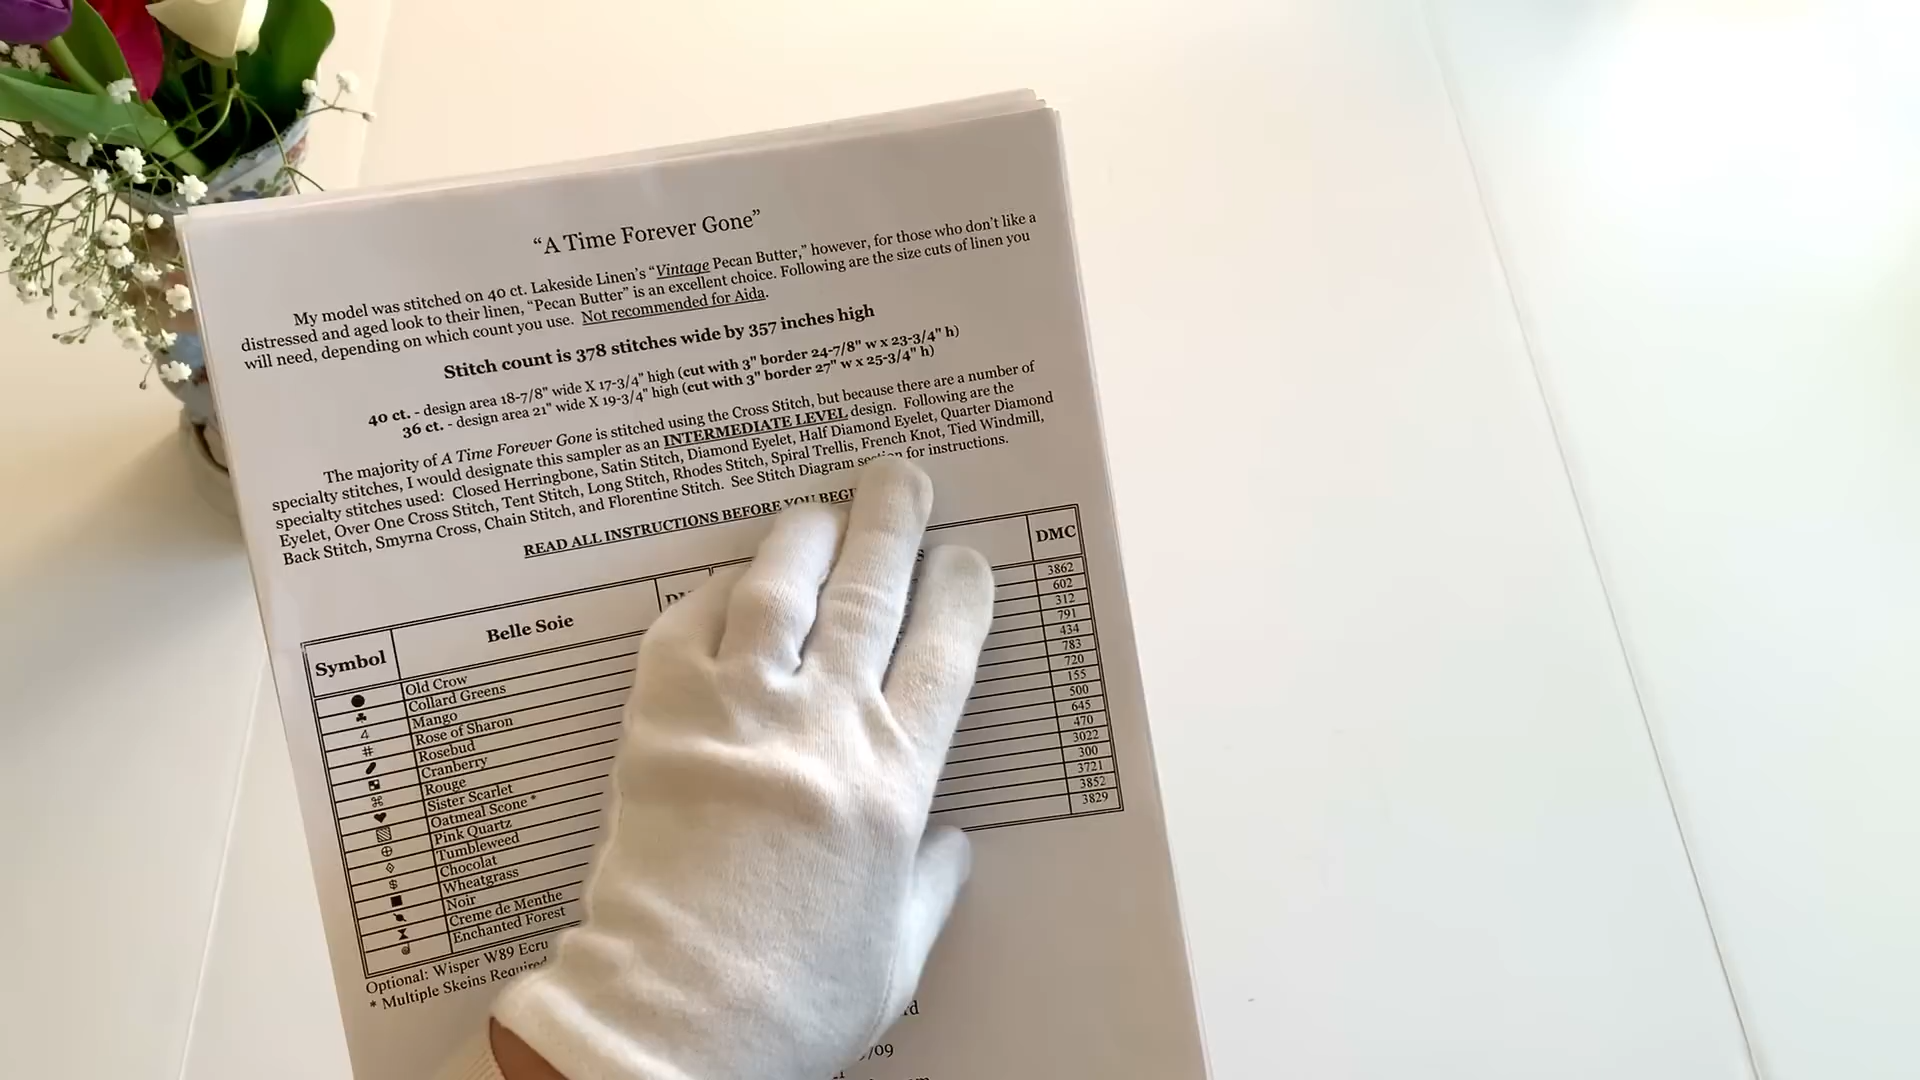 “A Time Forever Gone”
My model was stitched on 40 ct. Lakeside Linen’s “Vintage Pecan Butter,” however, for those who don’t like a
distressed and aged look to their linen, “Pecan Butter” is an excellent choice. Following are the size cuts of linen you
will need, depending on which count you use. Not recommended for Aida.
Stitch count is 378 stitches wide by 357 inches high
40 ct. - design area 18-7/8" wide X 17-3/4" high (cut with 3" border 24-7/8" w x 23-3/4" h)
36 ct. - design area 21" wide X 19-3/4" high (cut with 3" border 27" w x 25-3/4" h)
The majority of A Time Forever Gone is stitched using the Cross Stitch, but because there are a number of
specialty stitches, I would designate this sampler as an INTERMEDIATE LEVEL design. Following are the
specialty stitches used: Closed Herringbone, Satin Stitch, Diamond Eyelet, Half Diamond Eyelet, Quarter Diamond
Eyelet, Over One Cross Stitch, Tent Stitch, Long Stitch, Rhodes Stitch, Spiral Trellis, French Knot, Tied Windmill,
Back Stitch, Smyrna Cross, Chain Stitch, and Florentine Stitch. See Stitch Diagram section for instructions.
READ ALL INSTRUCTIONS BEFORE YOU BEGI
Symbol Belle Soie DMC
Old Crow 3862
Collard Greens 602
4 Mango 312
# Rose of Sharon 791
Rosebud 434
Cranberry 783
⌘ Rouge 720
♥ Sister Scarlet 155
Oatmeal Scone * 500
⊕ Pink Quartz 645
Tumbleweed 470
$ Chocolat 3022
■ Wheatgrass 300
Noir 3721
Creme de Menthe 3852
Enchanted Forest 3829
Optional: Wisper W89 Ecru
* Multiple Skeins Required
rd
/09